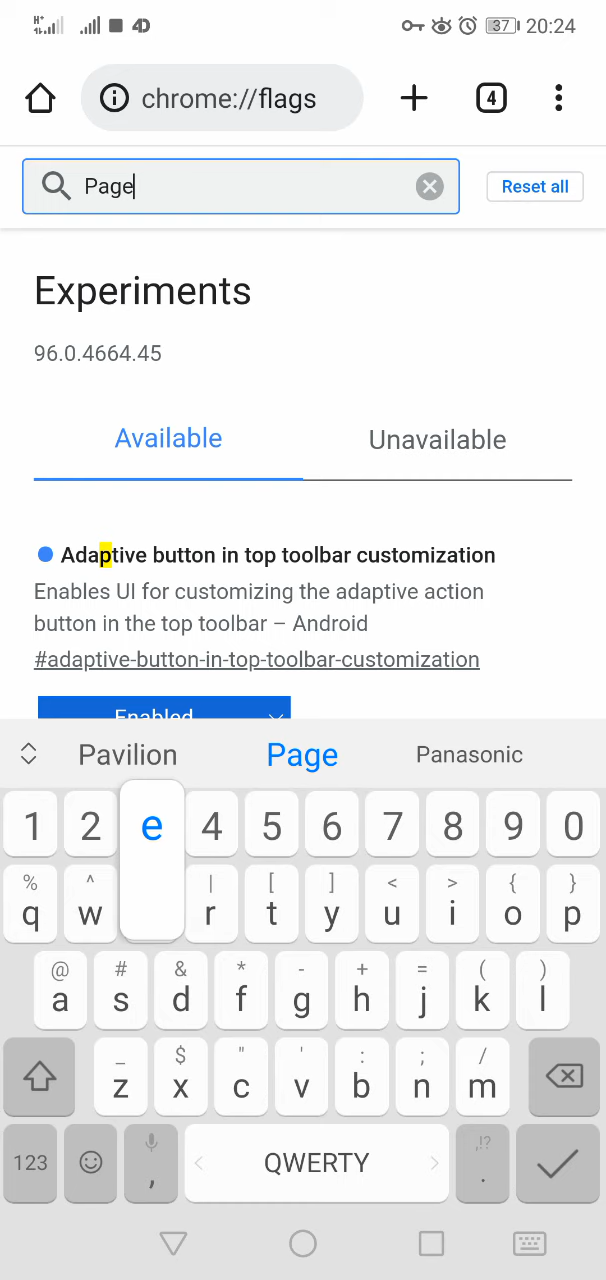 H+ 4D 37 20:24
chrome://flags 4
Page Reset all
Experiments
96.0.4664.45
Available Unavailable
Adaptive button in top toolbar customization
Enables UI for customizing the adaptive action
button in the top toolbar – Android
#adaptive-button-in-top-toolbar-customization
Enabled
Pavilion Page Panasonic
1 2 e 4 5 6 7 8 9 0
% ^ | [ ] < > { }
q w r t y u i o p
@ # & * - + = ( )
a s d f g h j k l
_ $ " ' : ; /
z x c v b n m
,!?
123 , QWERTY .